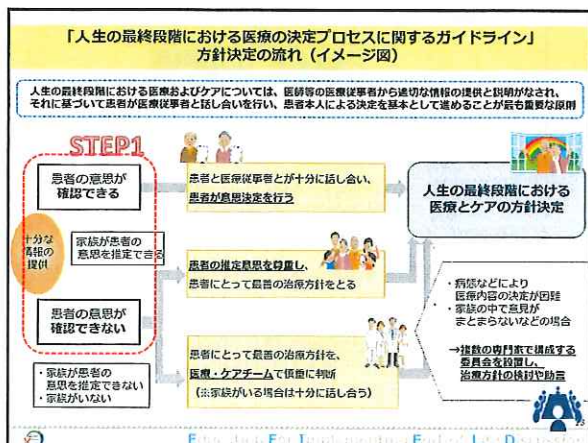 「人生の最終段階における医療の決定プロセスに関するガイドライン」
方針決定の流れ（イメージ図）
人生の最終段階における医療およびケアについては、医師等の医療従事者から適切な情報の提供と説明がなされ、
それに基づいて患者が医療従事者と話し合いを行い、患者本人による決定を基本として進めることが最も重要な原則
STEP1
患者の意思が
確認できる
患者と医療従事者とが十分に話し合い、
患者が意思決定を行う
人生の最終段階における
医療とケアの方針決定
十分な
情報の
提供
家族が患者の
意思を推定できる
患者の推定意思を尊重し、
患者にとって最善の治療方針をとる
患者の意思が
確認できない
・病態などにより
医療内容の決定が困難
・家族の中で意見が
まとまらないなどの場合
→複数の専門家で構成する
委員会を設置し、
治療方針の検討や助言
・家族が患者の
意思を推定できない
・家族がいない
患者にとって最善の治療方針を、
医療・ケアチームで慎重に判断
（※家族がいる場合は十分に話し合う）